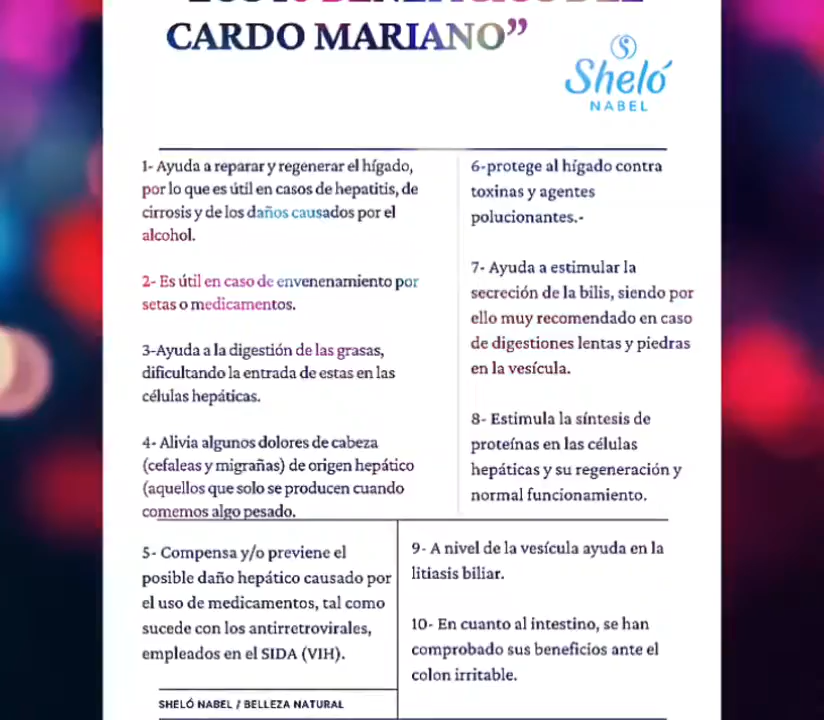 CARDO MARIANO”
Sheló
NABEL
1- Ayuda a reparar y regenerar el hígado,
por lo que es útil en casos de hepatitis, de
cirrosis y de los daños causados por el
alcohol.
2- Es útil en caso de envenenamiento por
setas o medicamentos.
3-Ayuda a la digestión de las grasas,
dificultando la entrada de estas en las
células hepáticas.
4- Alivia algunos dolores de cabeza
(cefaleas y migrañas) de origen hepático
(aquellos que solo se producen cuando
comemos algo pesado.
5- Compensa y/o previene el
posible daño hepático causado por
el uso de medicamentos, tal como
sucede con los antirretrovirales,
empleados en el SIDA (VIH).
SHELÓ NABEL / BELLEZA NATURAL
6-protege al hígado contra
toxinas y agentes
polucionantes.-
7- Ayuda a estimular la
secreción de la bilis, siendo por
ello muy recomendado en caso
de digestiones lentas y piedras
en la vesícula.
8- Estimula la síntesis de
proteínas en las células
hepáticas y su regeneración y
normal funcionamiento.
9- A nivel de la vesícula ayuda en la
litiasis biliar.
10- En cuanto al intestino, se han
comprobado sus beneficios ante el
colon irritable.